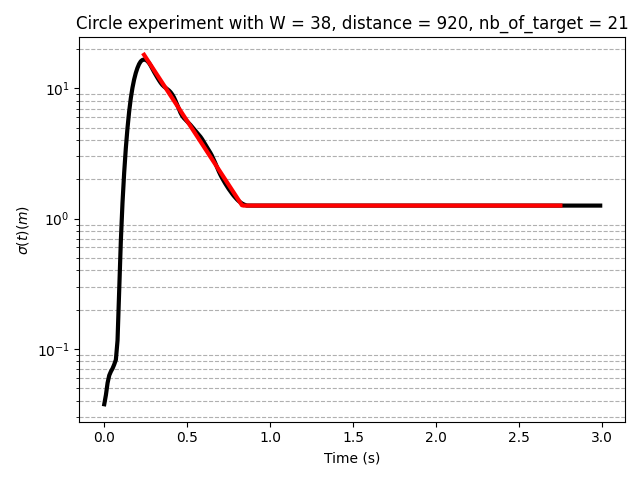 Circle experiment with W = 38, distance = 920, nb_of_target = 21
10¹
10⁰
10⁻¹
σ(t)(m)
0.0 0.5 1.0 1.5 2.0 2.5 3.0
Time (s)